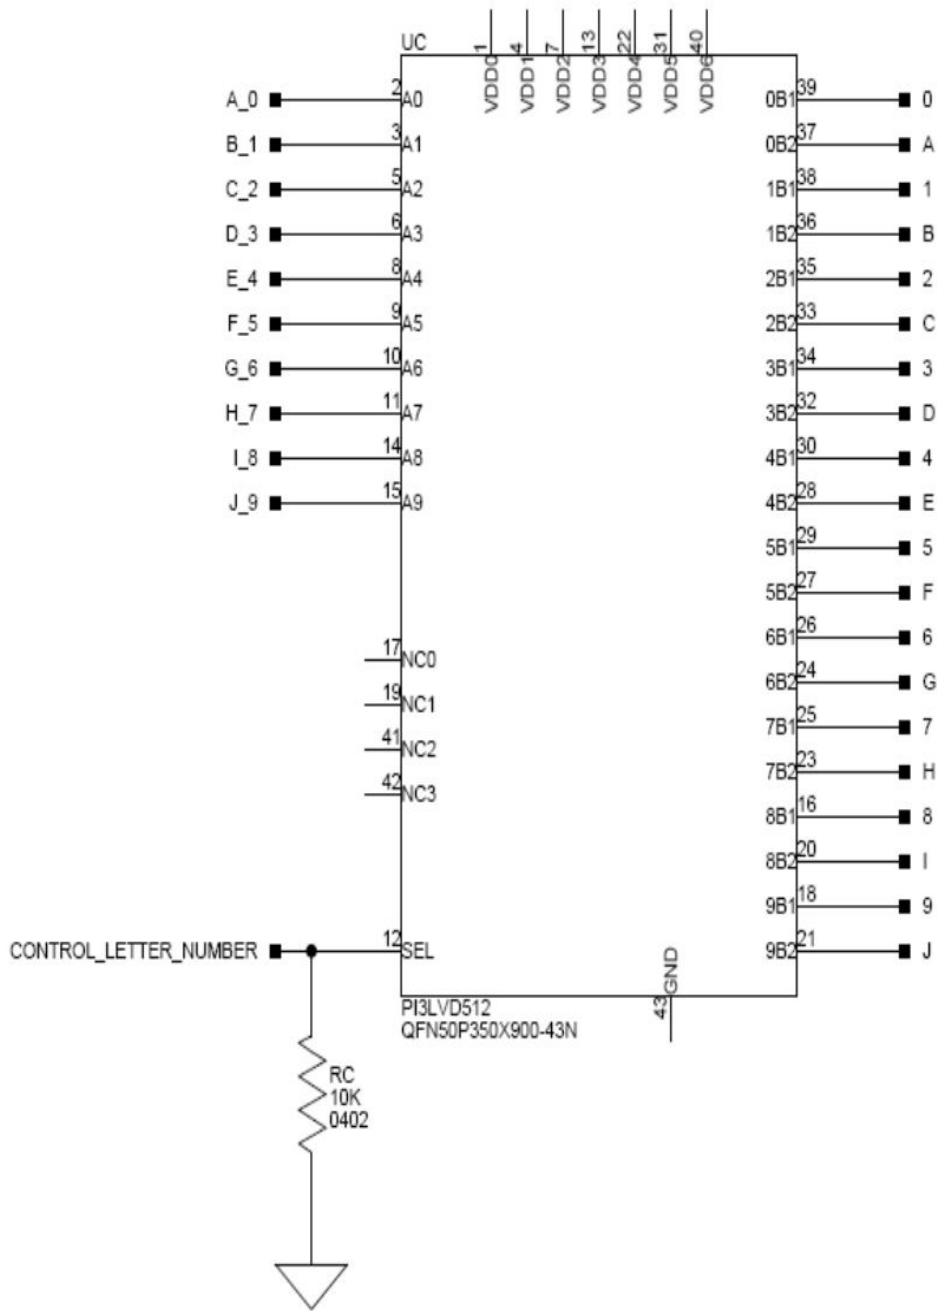 UC
1 VDD0
4 VDD1
7 VDD2
13 VDD3
22 VDD4
31 VDD5
40 VDD6
A_0 2 A0
B_1 3 A1
C_2 5 A2
D_3 6 A3
E_4 8 A4
F_5 9 A5
G_6 10 A6
H_7 11 A7
I_8 14 A8
J_9 15 A9
17 NC0
19 NC1
41 NC2
42 NC3
CONTROL_LETTER_NUMBER 12 SEL
0B1 39 0
0B2 37 A
1B1 38 1
1B2 36 B
2B1 35 2
2B2 33 C
3B1 34 3
3B2 32 D
4B1 30 4
4B2 28 E
5B1 29 5
5B2 27 F
6B1 26 6
6B2 24 G
7B1 25 7
7B2 23 H
8B1 16 8
8B2 20 I
9B1 18 9
9B2 21 J
43 GND
PI3LVD512
QFN50P350X900-43N
RC
10K
0402